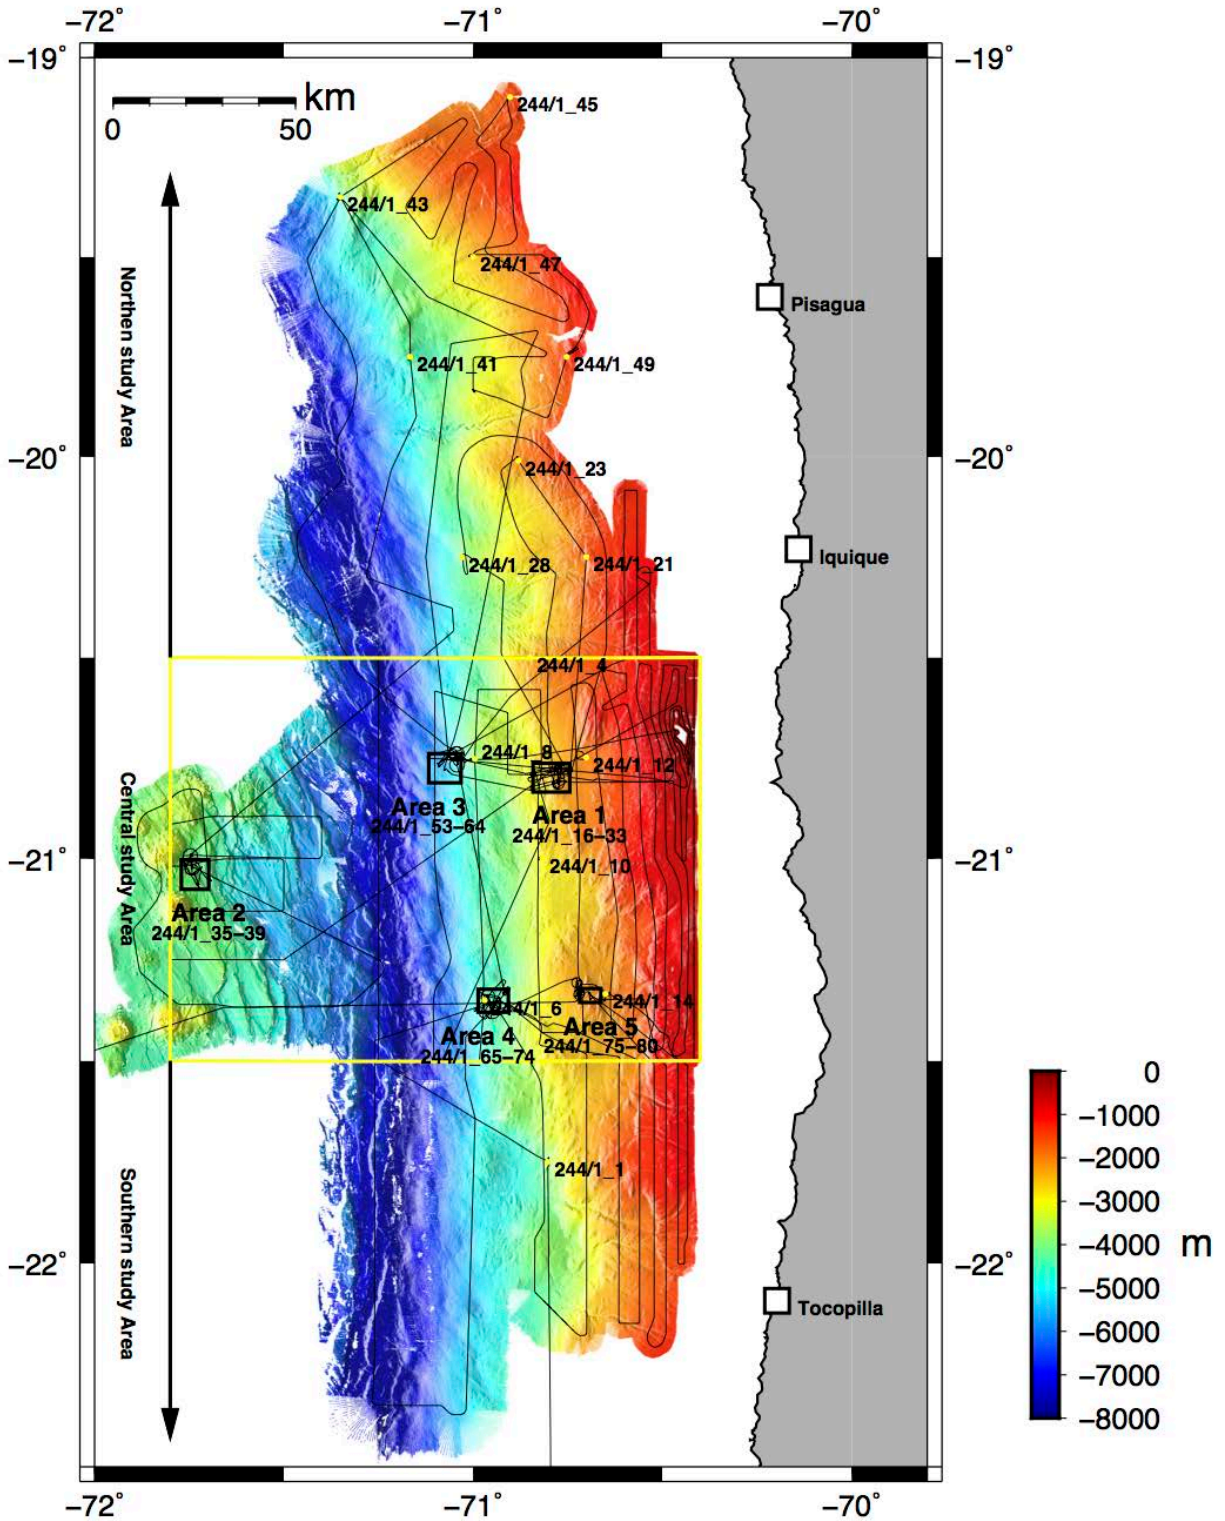 −72° −71° −70°
−19° −19°
km
0 50
244/1_45
244/1_43
244/1_47
Northen study Area
Pisagua
244/1_41 244/1_49
−20° −20°
244/1_23
244/1_28 244/1_21
Iquique
244/1_4
244/1_8 244/1_12
Area 3 Area 1
244/1_53−64 244/1_16−33
Central study Area
−21° −21°
244/1_10
Area 2
244/1_35−39
244/1_6 244/1_14
Area 4 Area 5
244/1_65−74 244/1_75−80
0
−1000
−2000
−3000
−4000
−5000
−6000
−7000
−8000
m
244/1_1
Southern study Area
−22° −22°
Tocopilla
−72° −71° −70°